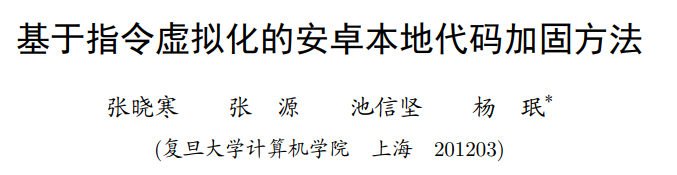 基于指令虚拟化的安卓本地代码加固方法
张晓寒 张 源 池信坚 杨 珉*
(复旦大学计算机学院 上海 201203)